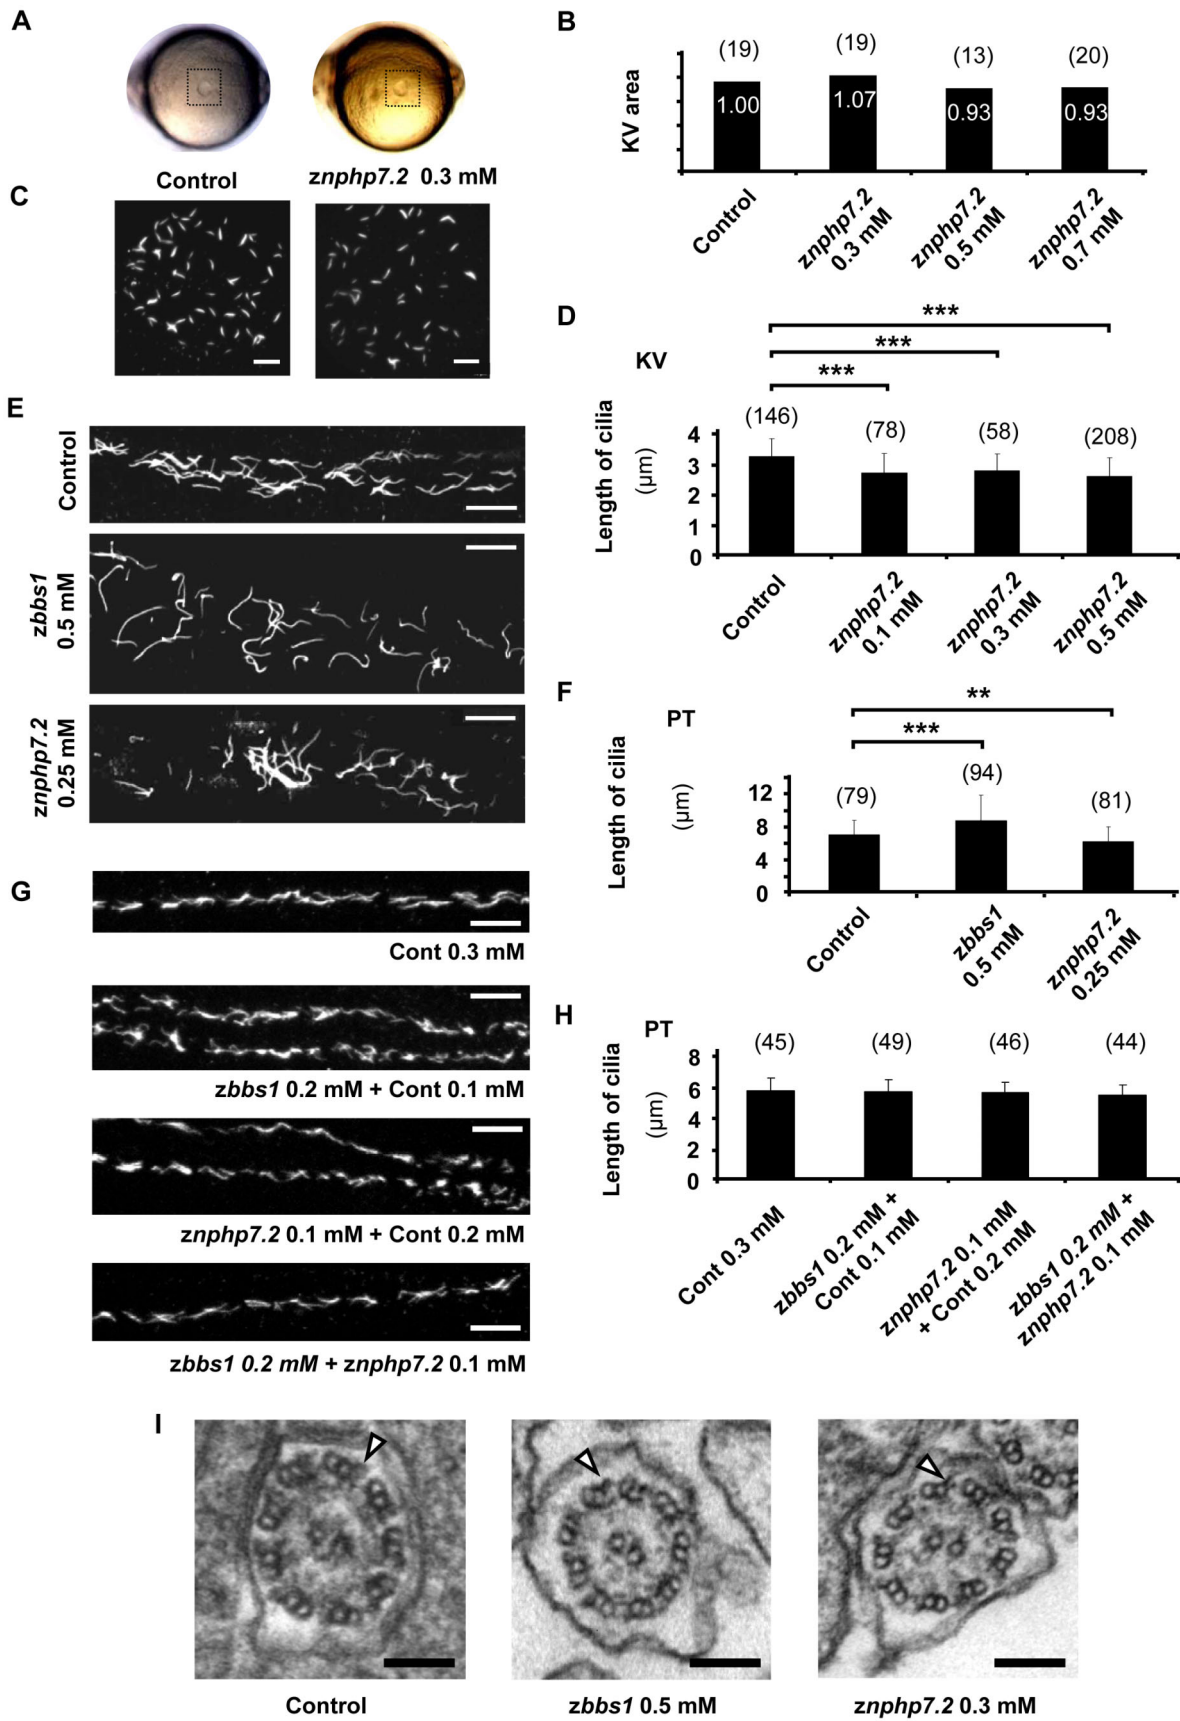 A
Control
znphp7.2 0.3 mM
B
KV area
(19)
(19)
(13)
(20)
1.00
1.07
0.93
0.93
Control
znphp7.2
0.3 mM
znphp7.2
0.5 mM
znphp7.2
0.7 mM
C
D
KV
***
***
***
Length of cilia
(µm)
4
3
2
1
0
(146)
(78)
(58)
(208)
Control
znphp7.2
0.1 mM
znphp7.2
0.3 mM
znphp7.2
0.5 mM
E
Control
zbbs1
0.5 mM
znphp7.2
0.25 mM
F
PT
**
***
Length of cilia
(µm)
12
8
4
0
(79)
(94)
(81)
Control
zbbs1
0.5 mM
znphp7.2
0.25 mM
G
Cont 0.3 mM
zbbs1 0.2 mM + Cont 0.1 mM
znphp7.2 0.1 mM + Cont 0.2 mM
zbbs1 0.2 mM + znphp7.2 0.1 mM
H
PT
Length of cilia
(µm)
8
6
4
2
0
(45)
(49)
(46)
(44)
Cont 0.3 mM
zbbs1 0.2 mM +
Cont 0.1 mM
znphp7.2 0.1 mM
+ Cont 0.2 mM
zbbs1 0.2 mM +
znphp7.2 0.1 mM
I
Control
zbbs1 0.5 mM
znphp7.2 0.3 mM